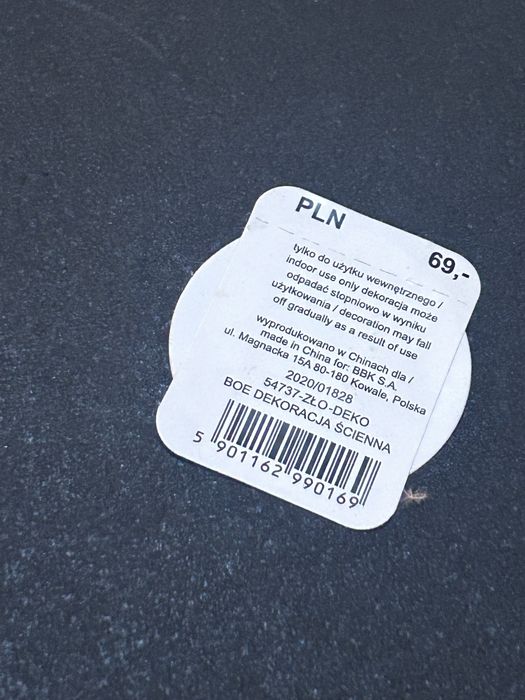 PLN
69,-
tylko do użytku wewnętrznego /
indoor use only dekoracja może
odpadać stopniowo w wyniku
użytkowania / decoration may fall
off gradually as a result of use
wyprodukowano w Chinach dla /
made in China for: BBK S.A.
ul. Magnacka 15A 80-180 Kowale, Polska
2020/01828
54737-ZŁO-DEKO
BOE DEKORACJA ŚCIENNA
5 901162 990169